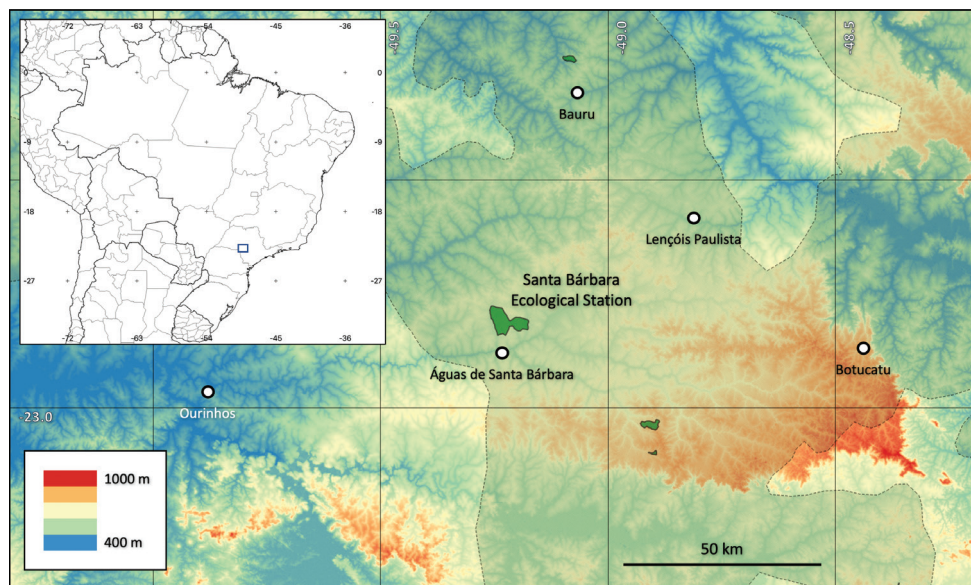 -72
-63
-54
-45
-36
0
0
-9
-9
-18
-18
-27
-27
-72
-63
-54
-45
-36
-49.5
-49.0
-48.5
Bauru
Lençóis Paulista
Santa Bárbara
Ecological Station
Águas de Santa Bárbara
Botucatu
Ourinhos
-23.0
1000 m
400 m
50 km